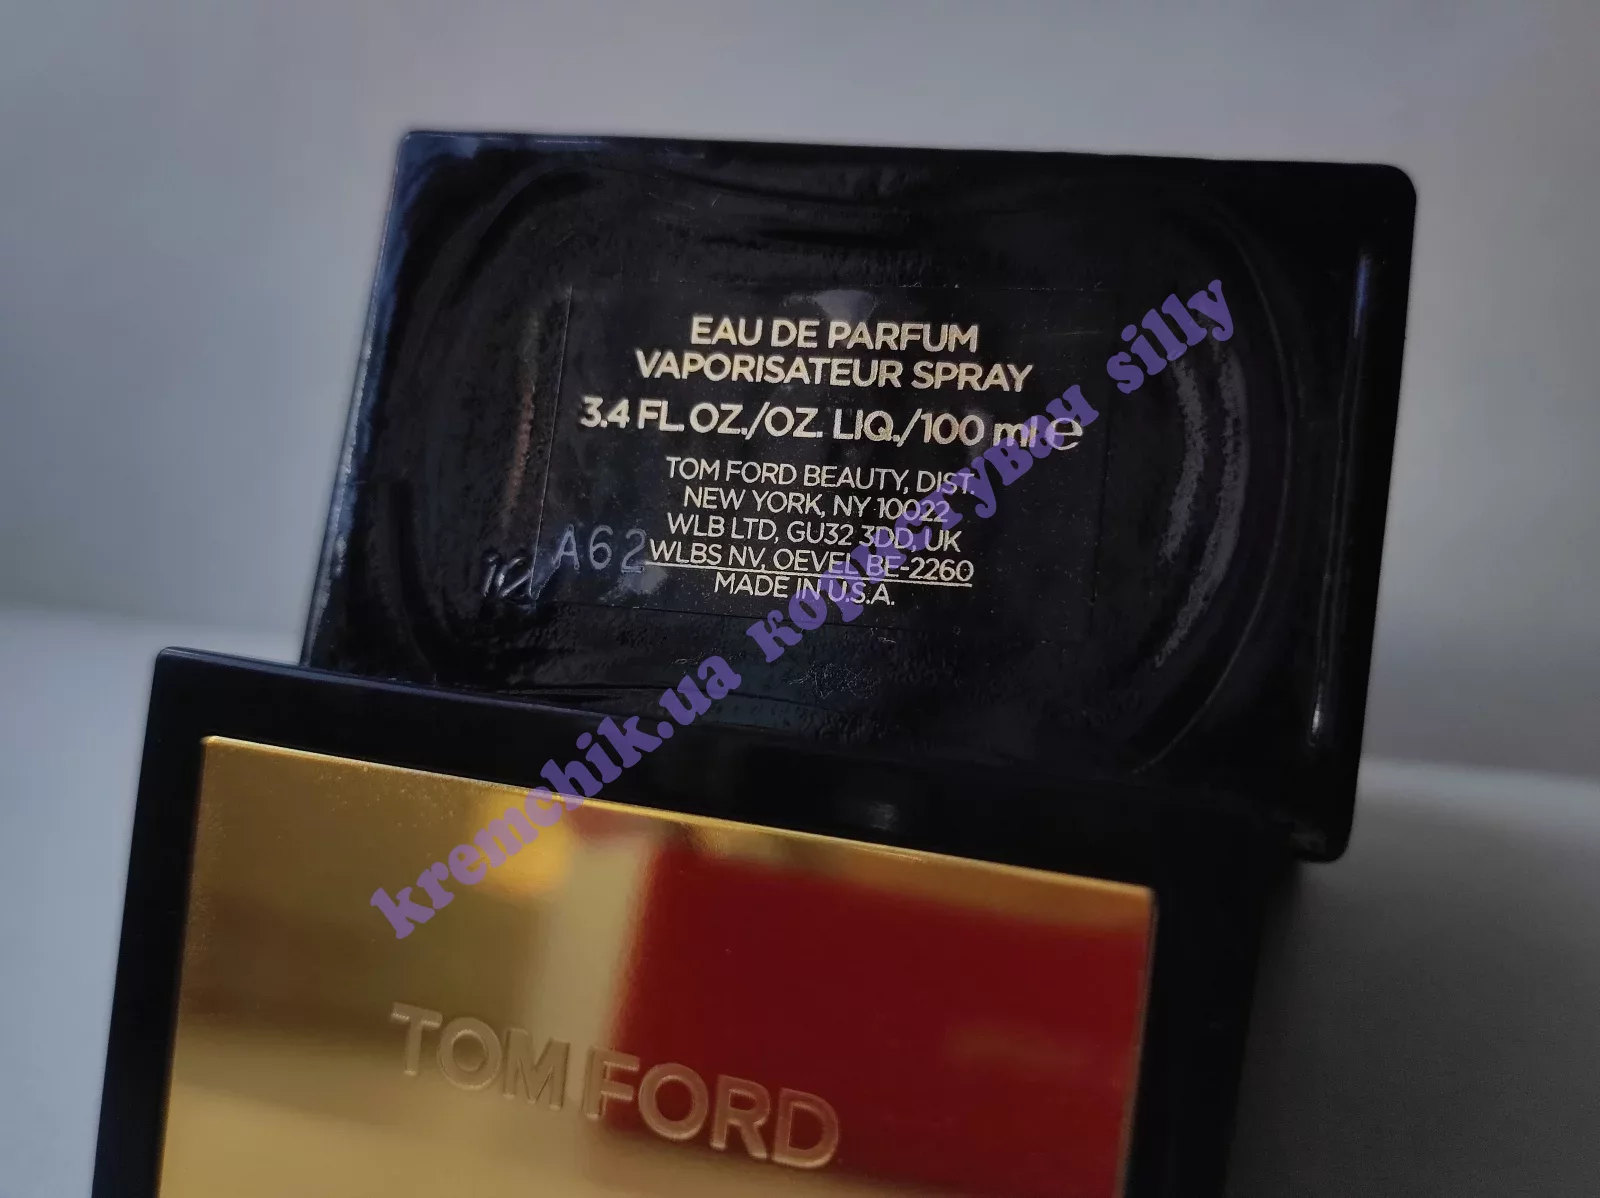 EAU DE PARFUM
VAPORISATEUR SPRAY
3.4 FL.OZ./OZ. LIQ./100 ml e
TOM FORD BEAUTY, DIST.
NEW YORK, NY 10022
WLB LTD, GU32 3DD, UK
WLBS NV, OEVEL BE-2260
MADE IN U.S.A.
A62
kremchik.ua користувач silly
TOM FORD